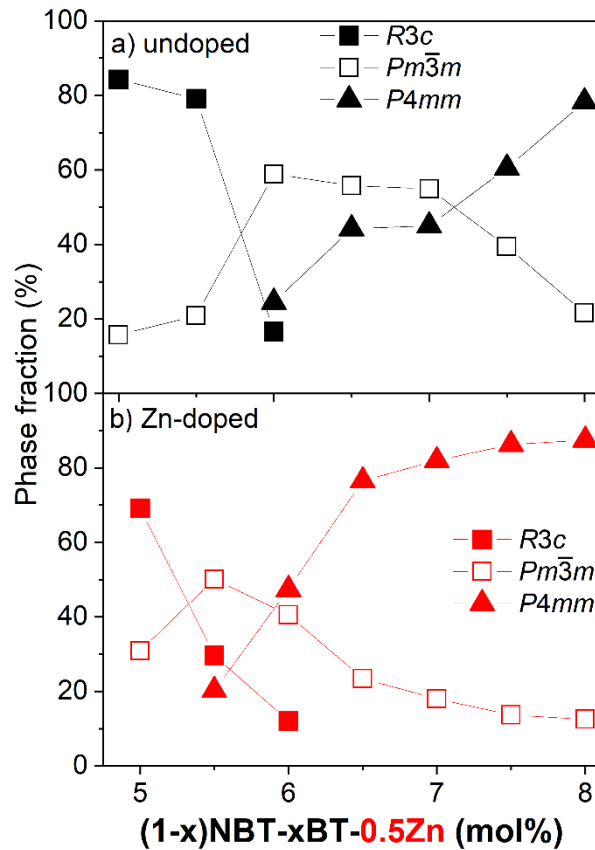 100
a) undoped
R3c
Pm3̅m
P4mm
80
60
40
20
100
b) Zn-doped
80
R3c
Pm3̅m
P4mm
60
40
20
0
Phase fraction (%)
5 6 7 8
(1-x)NBT-xBT-0.5Zn (mol%)